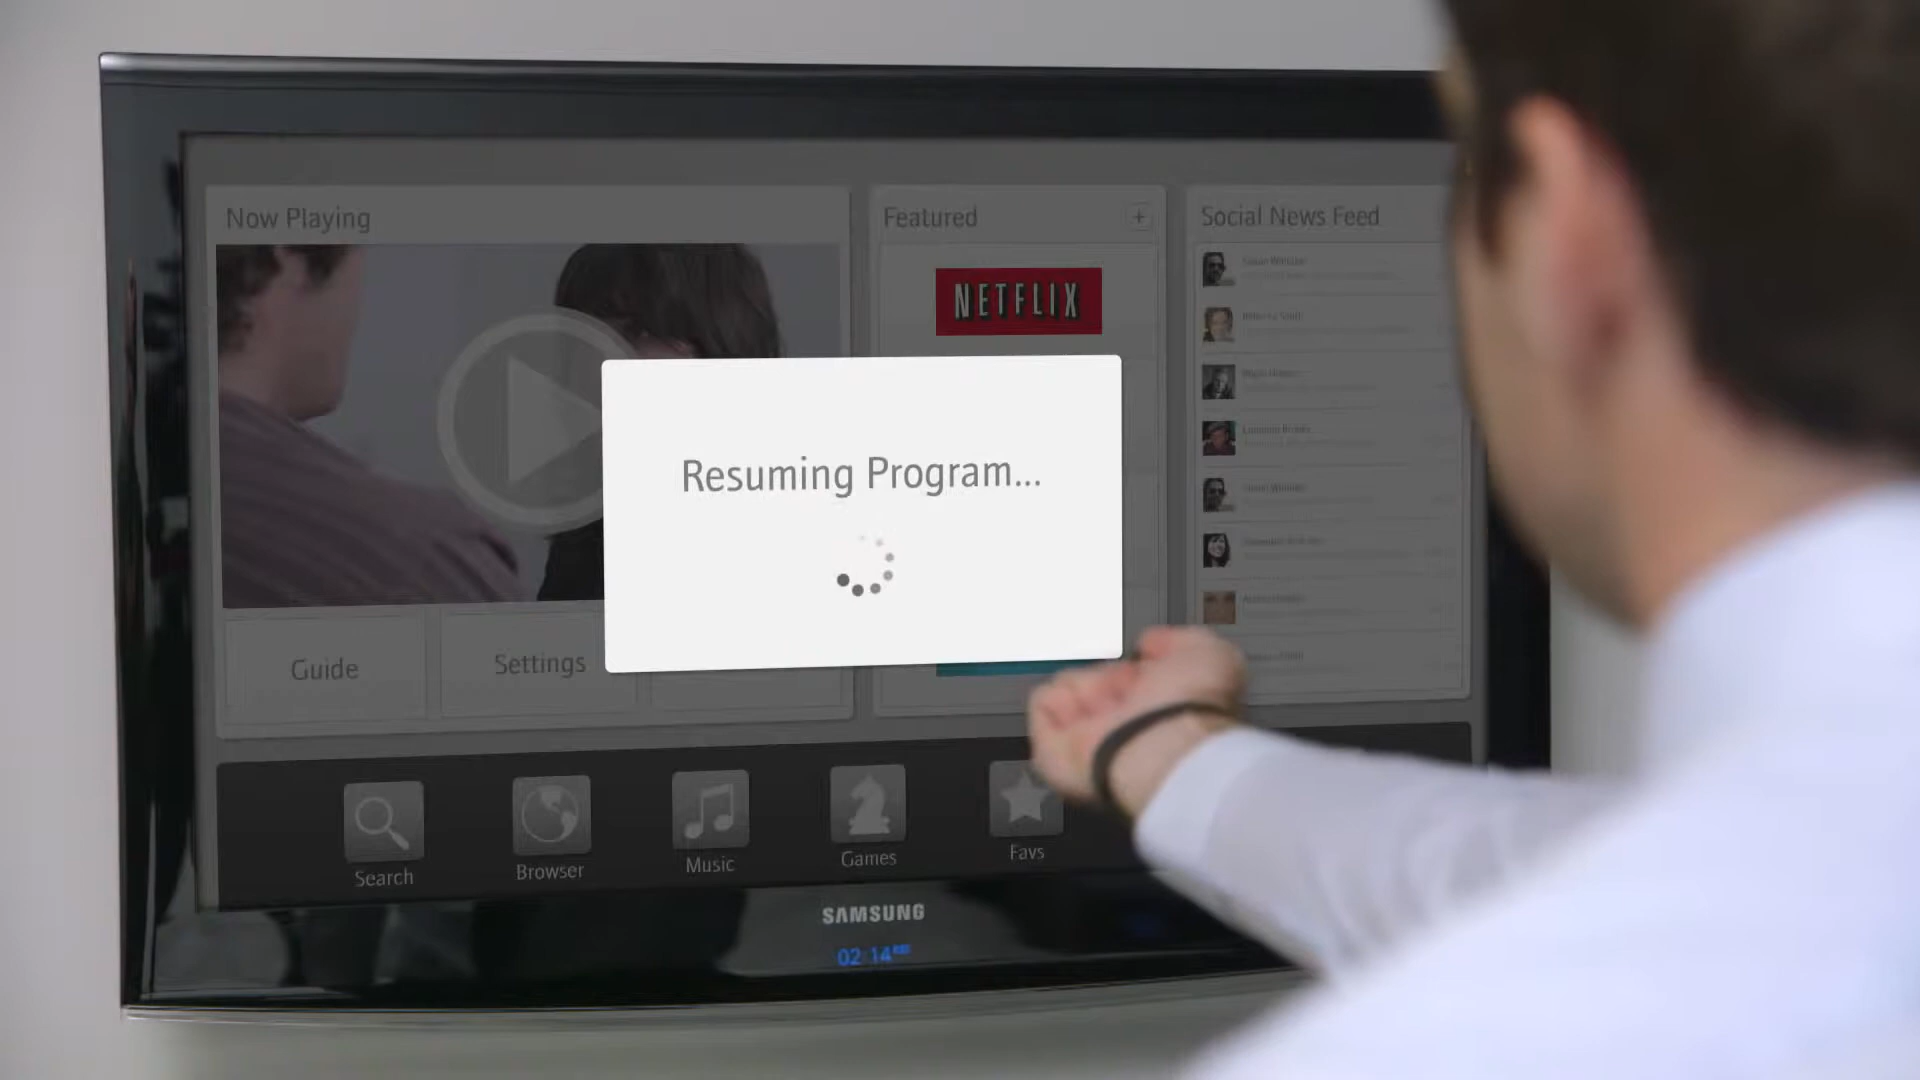 Now Playing
Featured
+
Social News Feed
NETFLIX
Resuming Program...
Guide
Settings
Search
Browser
Music
Games
Favs
SAMSUNG
02:14